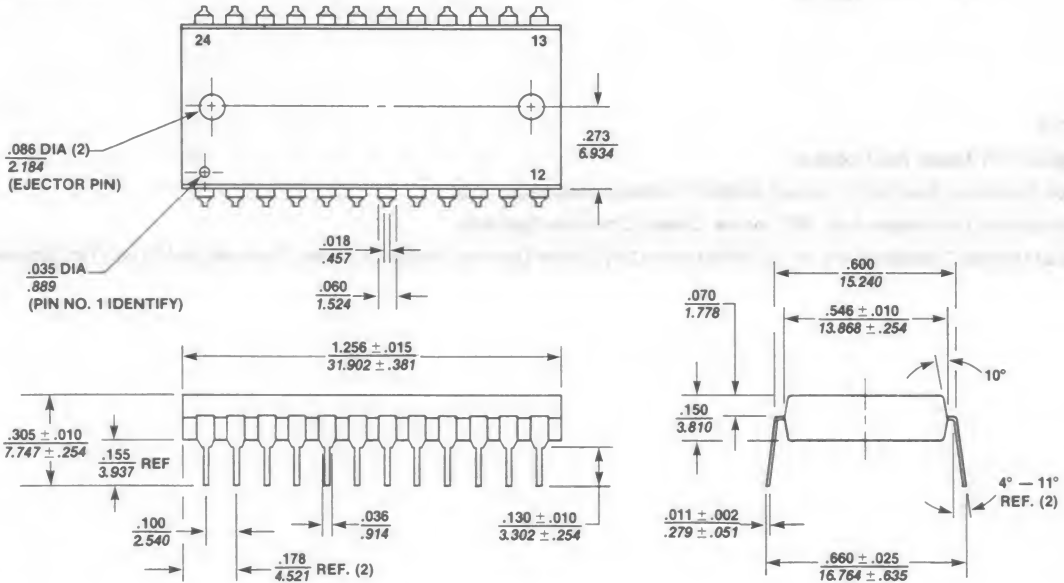 24
13
.086 DIA (2)
2.184
(EJECTOR PIN)
.273
6.934
12
.035 DIA
.889
(PIN NO. 1 IDENTIFY)
.018
.457
.060
1.524
.600
15.240
.070
1.778
.546 ± .010
13.868 ± .254
1.256 ± .015
31.902 ± .381
10°
.150
3.810
.305 ± .010
7.747 ± .254
.155
3.937 REF
4° — 11°
REF. (2)
.100
2.540
.036
.914
.130 ± .010
3.302 ± .254
.011 ± .002
.279 ± .051
.178
4.521 REF. (2)
.660 ± .025
16.764 ± .635